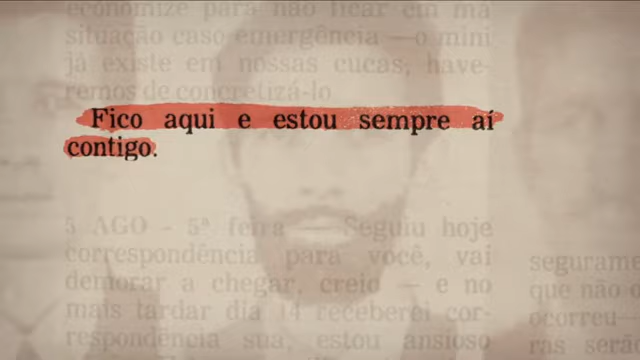 economize para não ficar em má
situação caso emergência — o mini
já existe em nossas cucas, have-
remos de concretizá-lo
Fico aqui e estou sempre aí
contigo.
5 AGO - 5ª feira Seguiu hoje
correspondência para você, vai
demorar a chegar, creio — e no
mais tardar dia 14 receberei cor-
respondência sua, estou ansioso
segurame
que não o
ocorreu—
ras serã